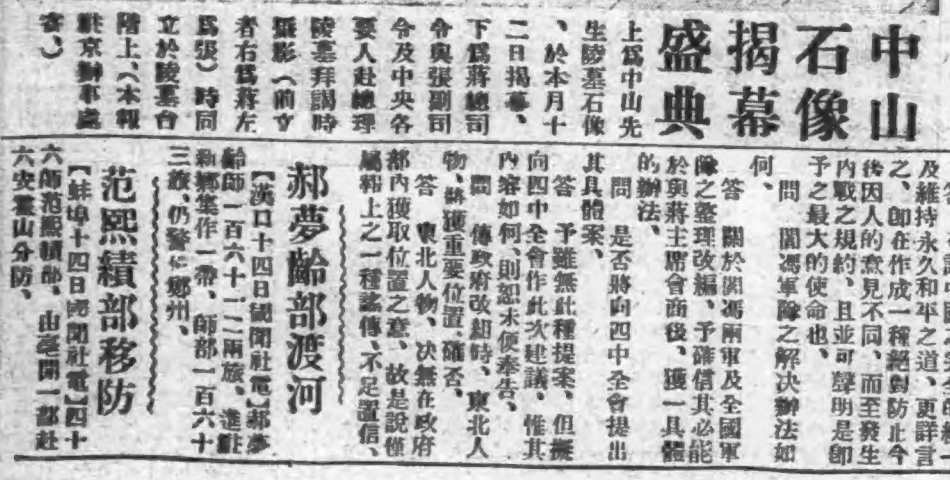 中山
石像
揭幕
盛典
上爲中山先
生陵墓石像
、於本月十
二日揭幕、
下爲蔣總司
令與張副司
令及中央各
要人赴總理
陵墓拜謁時
攝影（前立
者右爲蔣左
爲張）時同
立於陵墓台
階上、（本報
駐京辦事處
寄、）
及維持永久和平之道、更詳言
之、卽在作成一種絕對防止今
後因人的意見不同、而至發生
內戰之規約、且並可聲明是卽
予之最大的使命也、
問　閻馮軍隊之解决辦法如
何、
答　關於閻馮兩軍及全國軍
隊之整理改編、予確信其必能
於與蔣主席會商後、獲一具體
的辦法、
問　是否將向四中全會提出
其具體案、
答　予雖無此種提案、但擬
向四中全會作此次建議、惟其
內容如何、則恕未便奉告、
問　傳政府改組時、東北人
物、將獲重要位置、確否、
答　東北人物、决無在政府
部內獲取位置之意、故是說僅
屬報上之一種謠傳、不足置信、
郝夢齡部渡河
【漢口十四日國聞社電】郝夢
齡師一百六十一二兩旅、進駐
新鄉集作一帶、師部一百六十
三旅、仍警備鄭州、
范熙績部移防
【蚌埠十四日國聞社電】四十
六師范熙績部、由亳開一部赴
六安霍山分防、